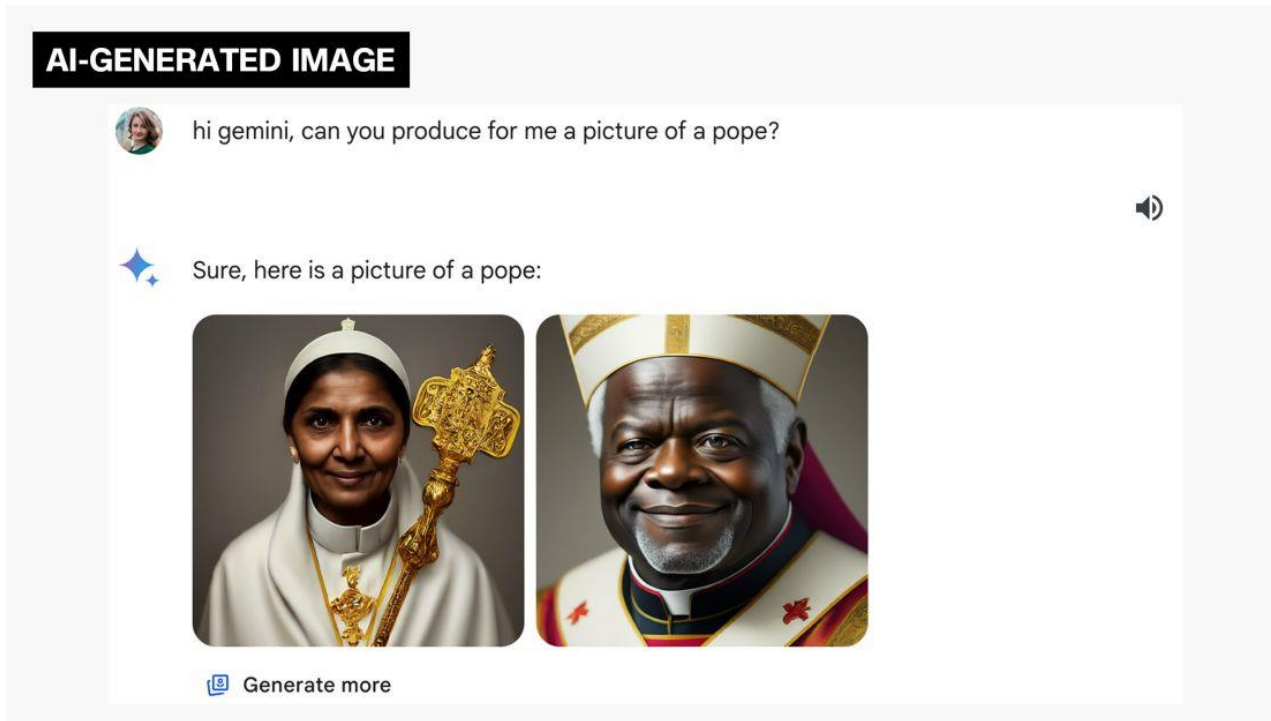 AI-GENERATED IMAGE
hi gemini, can you produce for me a picture of a pope?
Sure, here is a picture of a pope:
Generate more